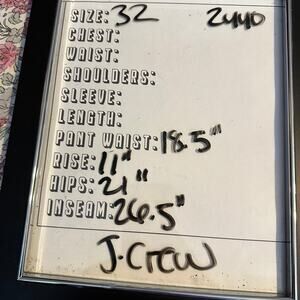 SIZE: 32 2440
CHEST:
WAIST:
SHOULDERS:
SLEEVE:
LENGTH:
PANT WAIST: 18.5"
RISE: 11"
HIPS: 21"
INSEAM: 26.5"
J.CREW